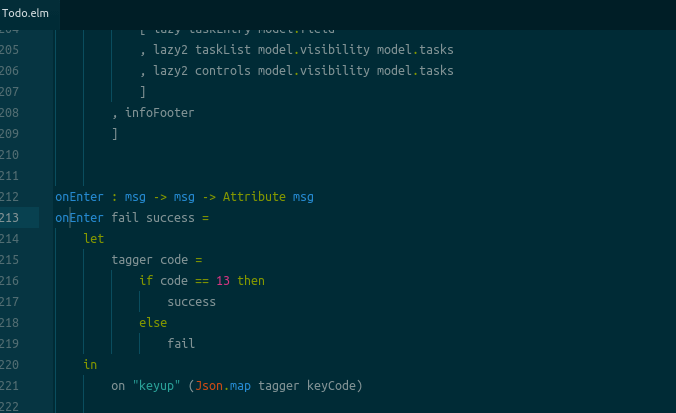 Todo.elm
204 [ lazy taskEntry model.field
205 , lazy2 taskList model.visibility model.tasks
206 , lazy2 controls model.visibility model.tasks
207 ]
208 , infoFooter
209 ]
210
211
212 onEnter : msg -> msg -> Attribute msg
213 onEnter fail success =
214 let
215 tagger code =
216 if code == 13 then
217 success
218 else
219 fail
220 in
221 on "keyup" (Json.map tagger keyCode)
222